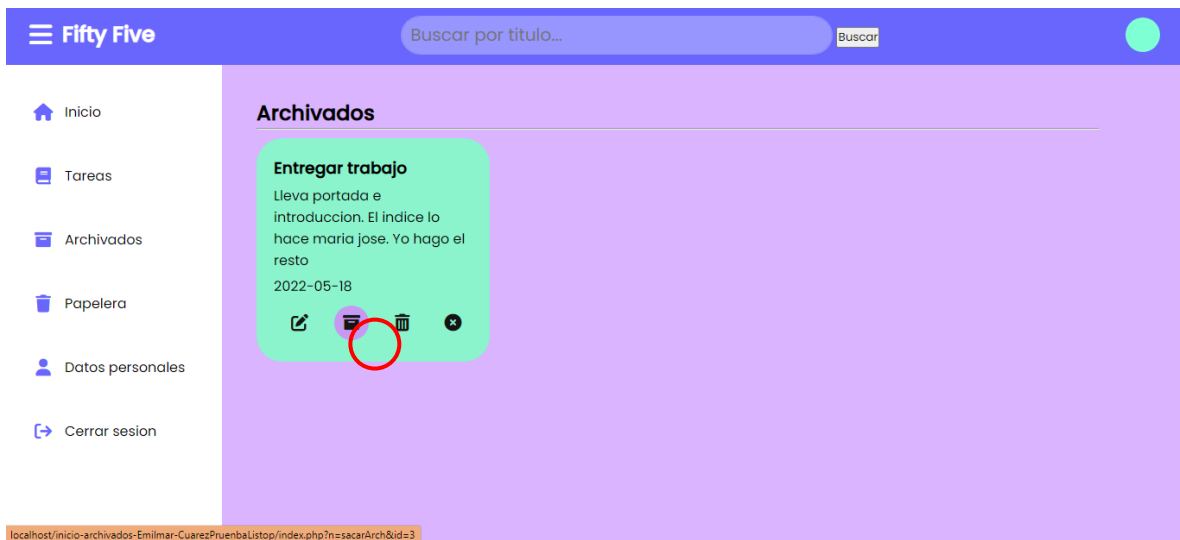 Fifty Five
Buscar por titulo...
Buscar
Inicio
Tareas
Archivados
Papelera
Datos personales
Cerrar sesion
Archivados
Entregar trabajo
Lleva portada e
introduccion. El indice lo
hace maria jose. Yo hago el
resto
2022-05-18
localhost/inicio-archivados-Emilmar-CuarezPruenbaListop/index.php?n=sacarArch&id=3